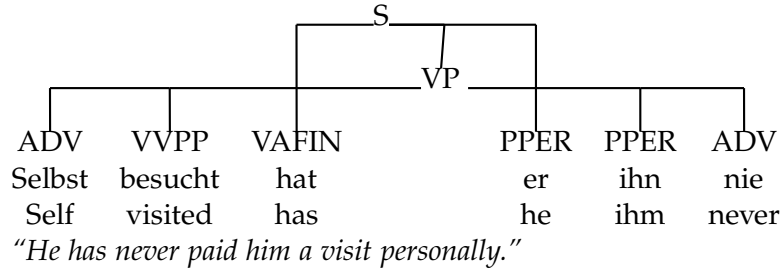 S
VP
ADV VVPP VAFIN PPER PPER ADV
Selbst besucht hat er ihn nie
Self visited has he ihm never
"He has never paid him a visit personally."